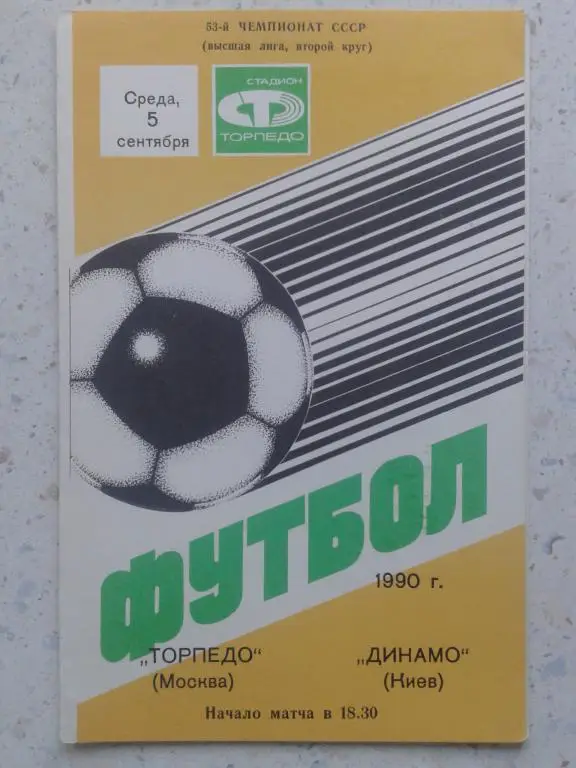 53-й ЧЕМПИОНАТ СССР
(высшая лига, второй круг)
Среда,
5
сентября
СТАДИОН
ТОРПЕДО
ФУТБОЛ
1990 г.
„ТОРПЕДО“
(Москва)
„ДИНАМО“
(Киев)
Начало матча в 18.30